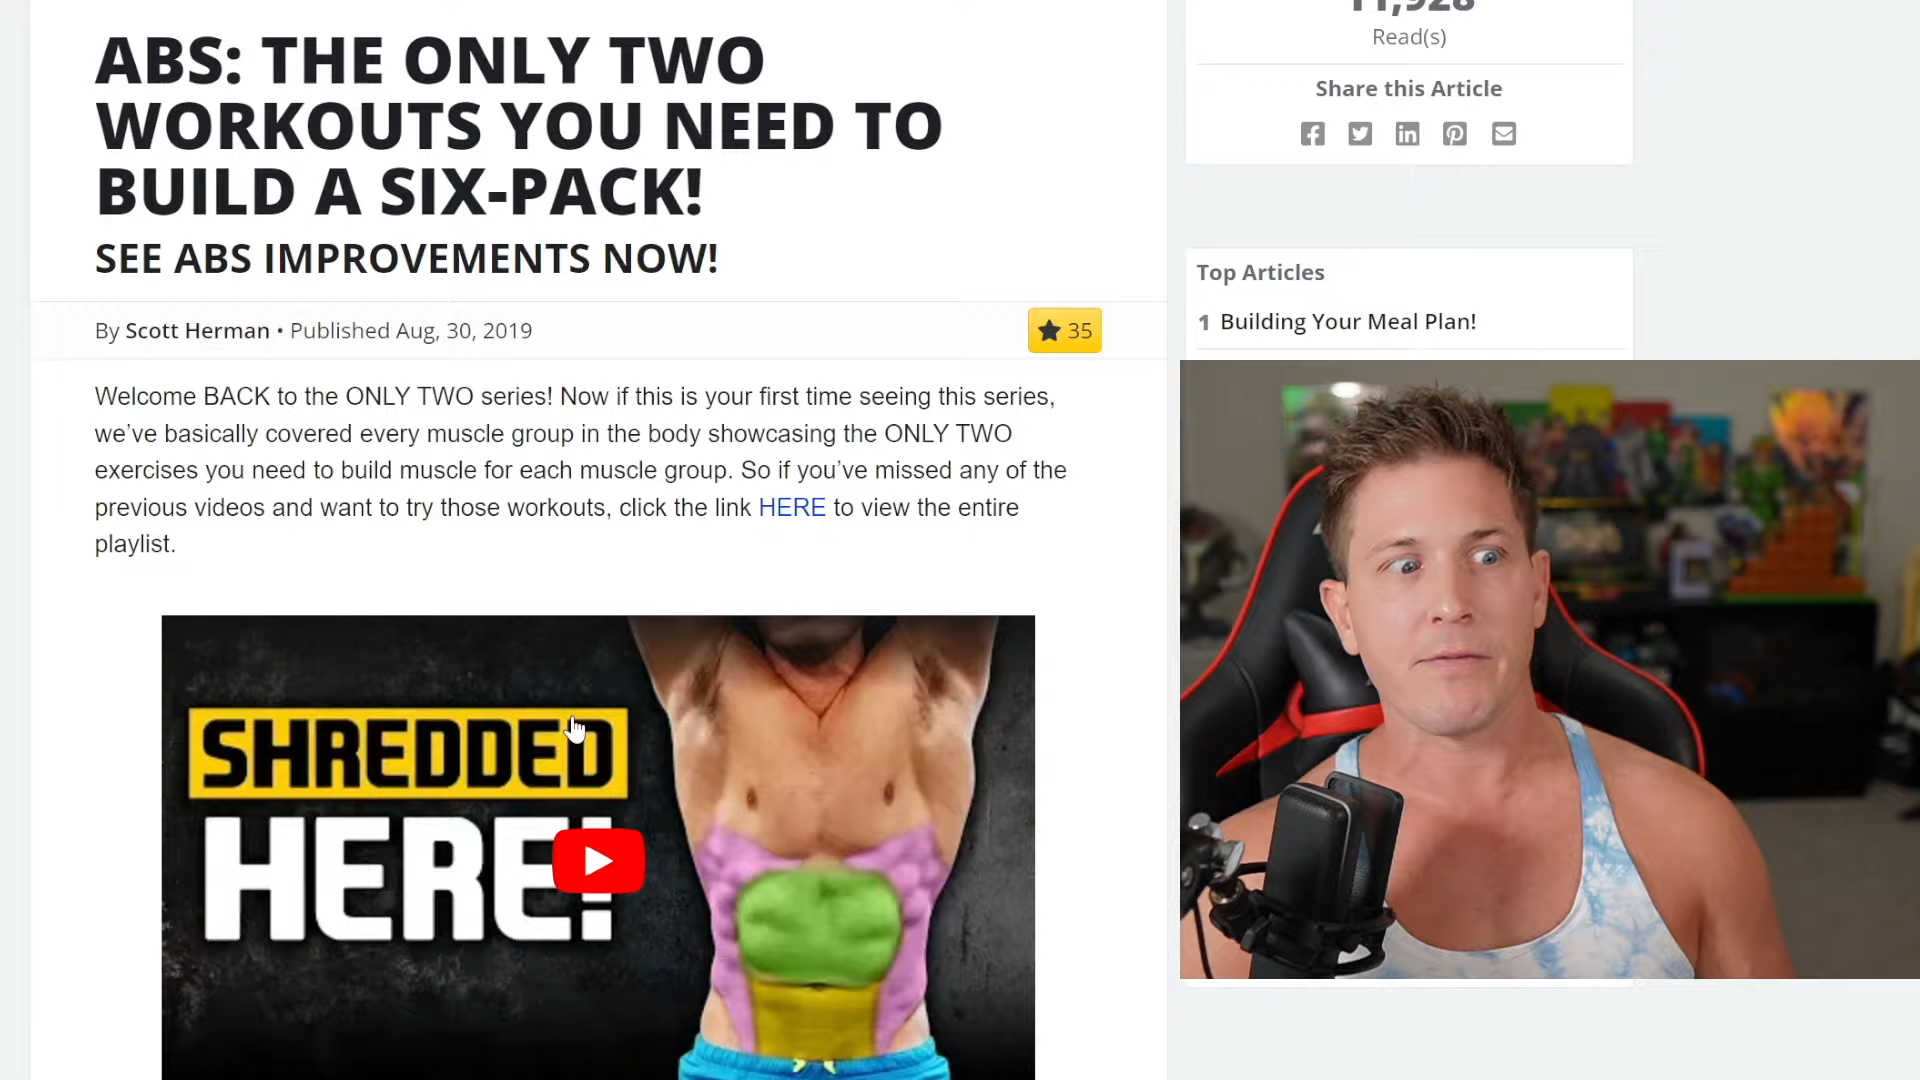 ABS: THE ONLY TWO
WORKOUTS YOU NEED TO
BUILD A SIX-PACK!
SEE ABS IMPROVEMENTS NOW!
By Scott Herman • Published Aug, 30, 2019
35
Welcome BACK to the ONLY TWO series! Now if this is your first time seeing this series,
we’ve basically covered every muscle group in the body showcasing the ONLY TWO
exercises you need to build muscle for each muscle group. So if you’ve missed any of the
previous videos and want to try those workouts, click the link HERE to view the entire
playlist.
SHREDDED
HERE!
11,928
Read(s)
Share this Article
Top Articles
1 Building Your Meal Plan!